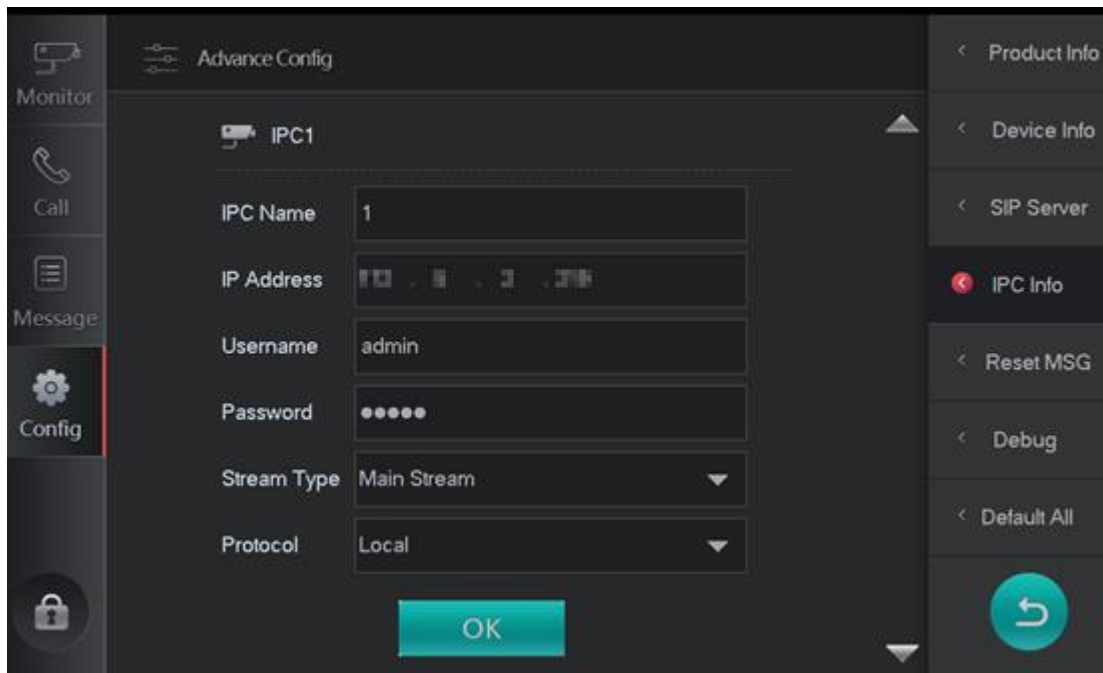 Monitor
Call
Message
Config
Advance Config
IPC1
IPC Name 1
IP Address
Username admin
Password ●●●●●
Stream Type Main Stream
Protocol Local
OK
Product Info
Device Info
SIP Server
IPC Info
Reset MSG
Debug
Default All